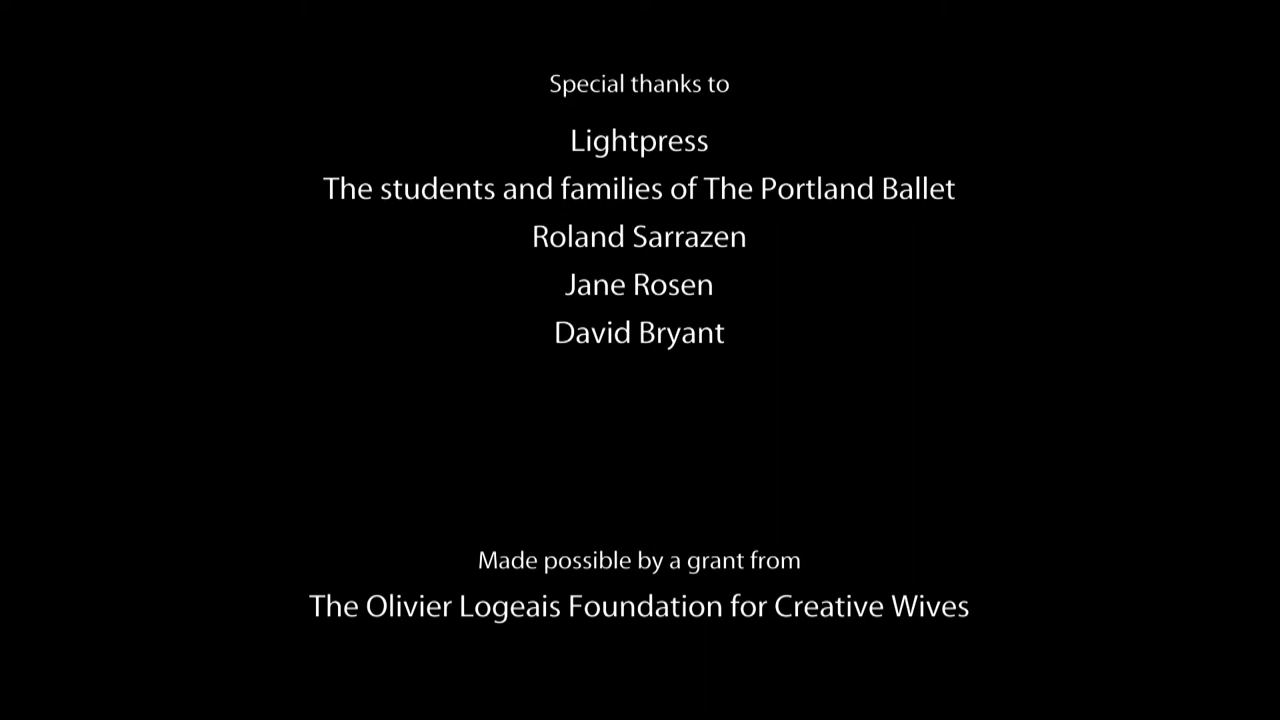 Special thanks to
Lightpress
The students and families of The Portland Ballet
Roland Sarrazen
Jane Rosen
David Bryant
Made possible by a grant from
The Olivier Logeais Foundation for Creative Wives